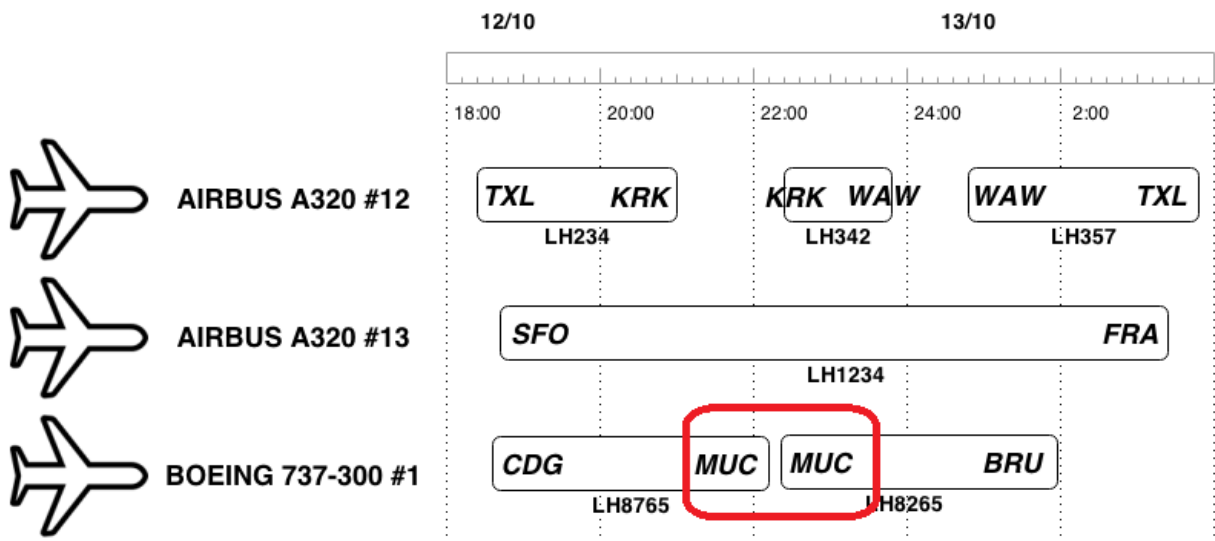 12/10 13/10
18:00 20:00 22:00 24:00 2:00
AIRBUS A320 #12 TXL KRK KRK WAW WAW TXL
LH234 LH342 LH357
AIRBUS A320 #13 SFO FRA
LH1234
BOEING 737-300 #1 CDG MUC MUC BRU
LH8765 LH8265